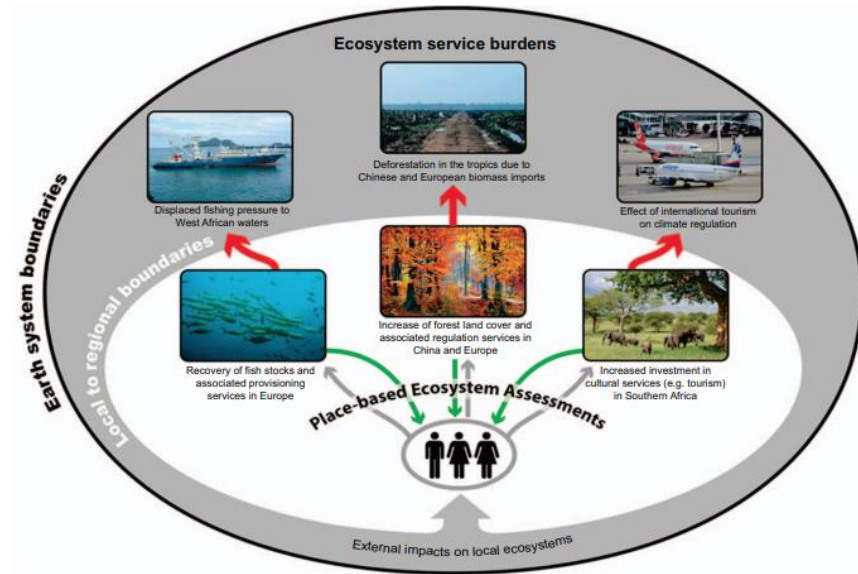 Ecosystem service burdens
Displaced fishing pressure to
West African waters
Deforestation in the tropics due to
Chinese and European biomass imports
Effect of international tourism
on climate regulation
Earth system boundaries
Local to regional boundaries
Recovery of fish stocks and
associated provisioning
services in Europe
Increase of forest land cover and
associated regulation services in
China and Europe
Increased investment in
cultural services (e.g. tourism)
in Southern Africa
Place-based Ecosystem Assessments
External impacts on local ecosystems